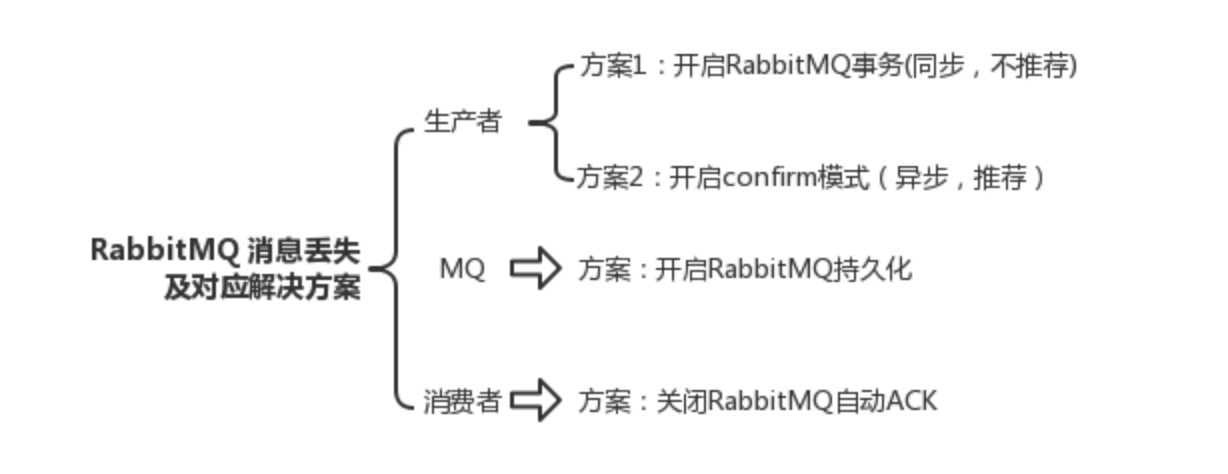 方案1：开启RabbitMQ事务(同步，不推荐)
生产者
方案2：开启confirm模式（异步，推荐）
RabbitMQ 消息丢失
及对应解决方案
MQ
方案：开启RabbitMQ持久化
消费者
方案：关闭RabbitMQ自动ACK